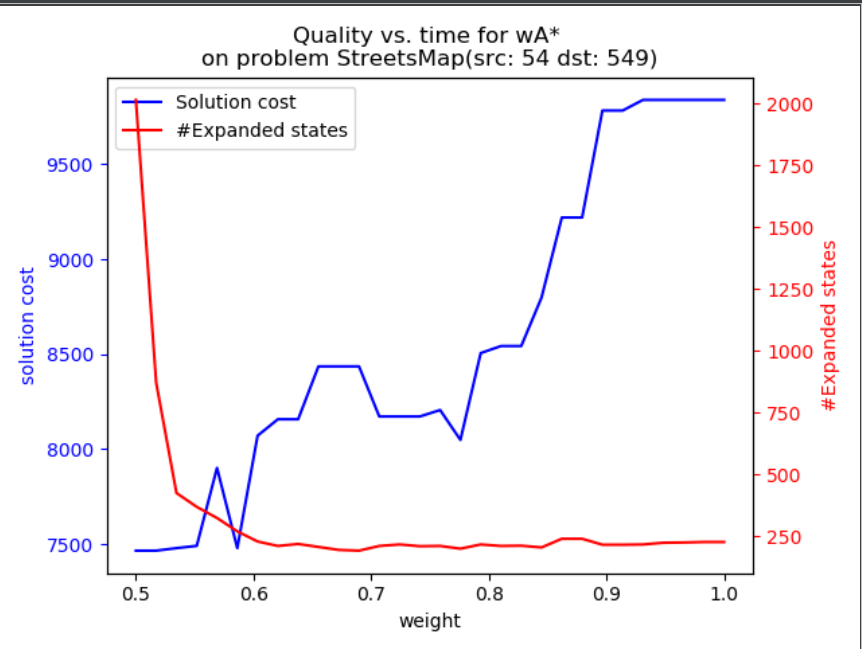 Quality vs. time for wA*
on problem StreetsMap(src: 54 dst: 549)
Solution cost
#Expanded states
solution cost
9500
9000
8500
8000
7500
2000
1750
1500
1250
1000
750
500
250
#Expanded states
0.5 0.6 0.7 0.8 0.9 1.0
weight